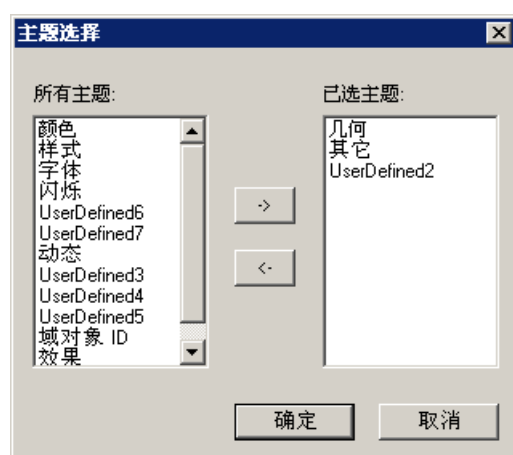 主题选择
所有主题:
颜色
样式
字体
闪烁
UserDefined6
UserDefined7
动态
UserDefined3
UserDefined4
UserDefined5
域对象 ID
效果
->
<-
已选主题:
几何
其它
UserDefined2
确定
取消